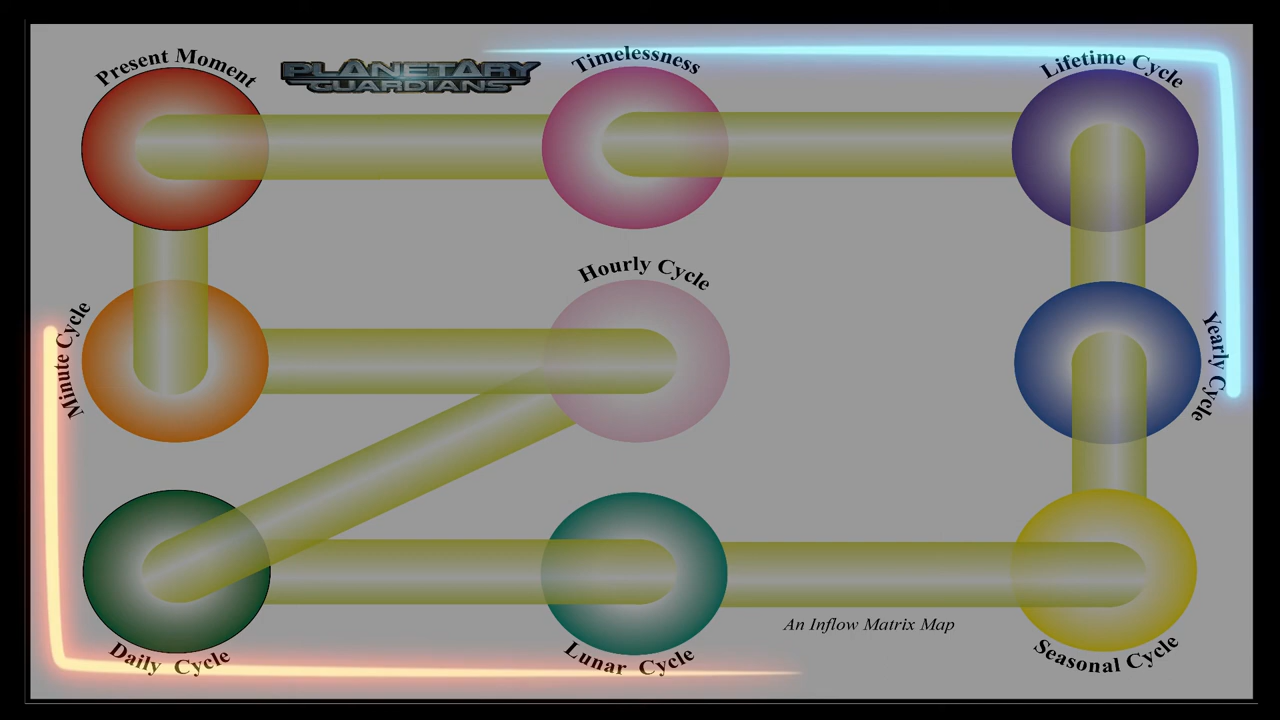 Present Moment
PLANETARY
GUARDIANS
Timelessness
Lifetime Cycle
Minute Cycle
Hourly Cycle
Yearly Cycle
Daily Cycle
Lunar Cycle
An Inflow Matrix Map
Seasonal Cycle